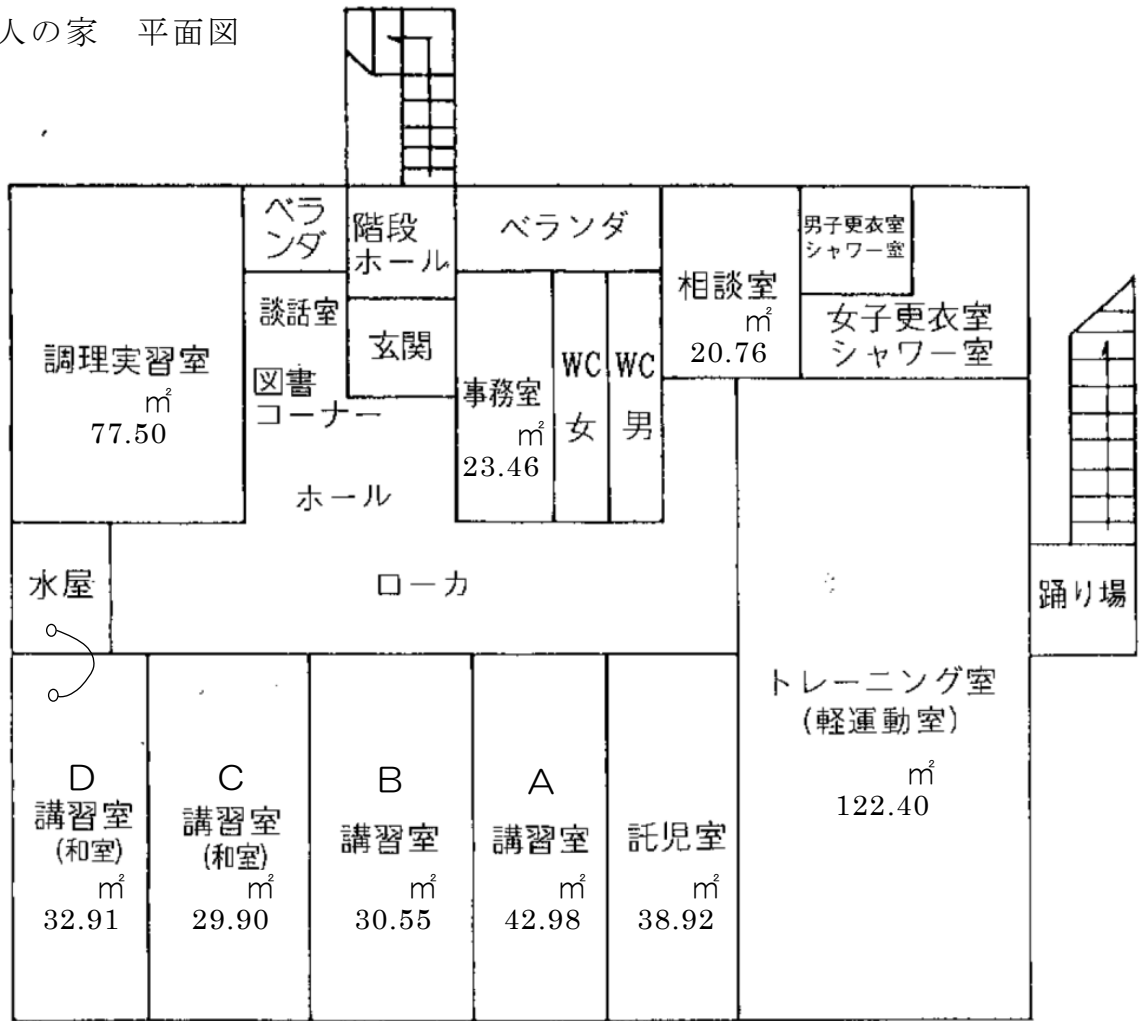 人の家 平面図
ベラ
ンダ
階段
ホール
ベランダ
男子更衣室
シャワー室
相談室
㎡
20.76
女子更衣室
シャワー室
談話室
玄関
調理実習室
㎡
77.50
図書
コーナー
事務室
㎡
23.46
WC
女
WC
男
ホール
水屋
ローカ
踊り場
トレーニング室
(軽運動室)
㎡
122.40
D
講習室
(和室)
㎡
32.91
C
講習室
(和室)
㎡
29.90
B
講習室
㎡
30.55
A
講習室
㎡
42.98
託児室
㎡
38.92